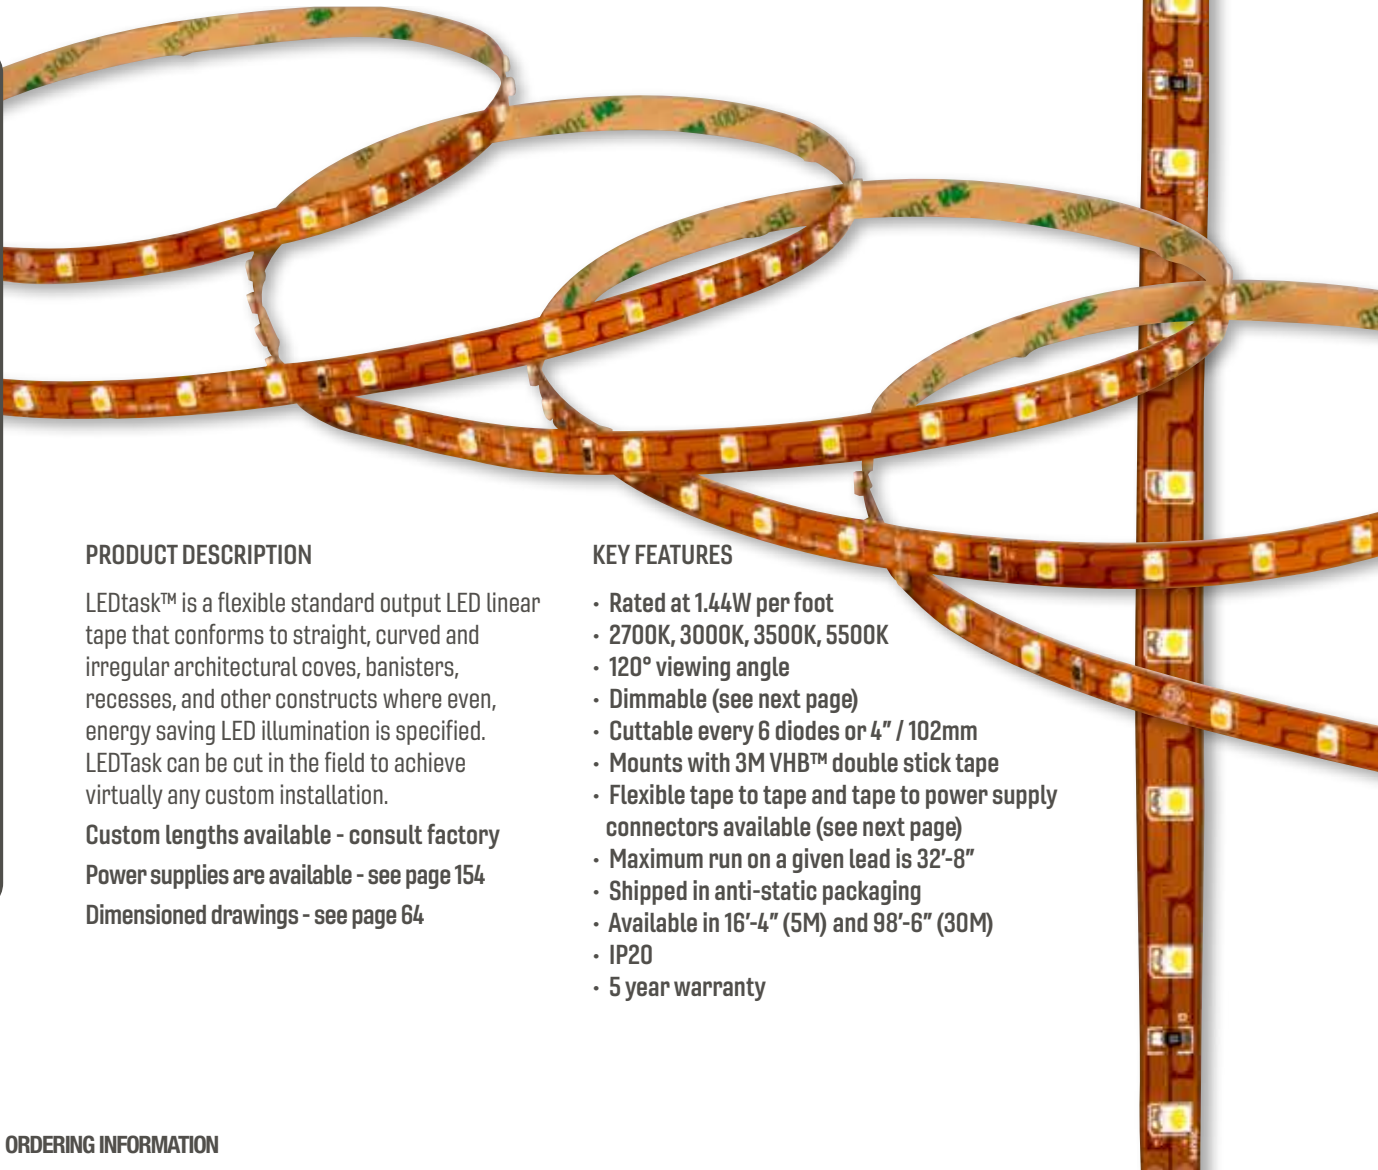 PRODUCT DESCRIPTION
LEDtask™ is a flexible standard output LED linear
tape that conforms to straight, curved and
irregular architectural coves, banisters,
recesses, and other constructs where even,
energy saving LED illumination is specified.
LEDTask can be cut in the field to achieve
virtually any custom installation.
Custom lengths available - consult factory
Power supplies are available - see page 154
Dimensioned drawings - see page 64
KEY FEATURES
· Rated at 1.44W per foot
· 2700K, 3000K, 3500K, 5500K
· 120° viewing angle
· Dimmable (see next page)
· Cuttable every 6 diodes or 4” / 102mm
· Mounts with 3M VHB™ double stick tape
· Flexible tape to tape and tape to power supply
connectors available (see next page)
· Maximum run on a given lead is 32’-8”
· Shipped in anti-static packaging
· Available in 16’-4” (5M) and 98’-6” (30M)
· IP20
· 5 year warranty
ORDERING INFORMATION